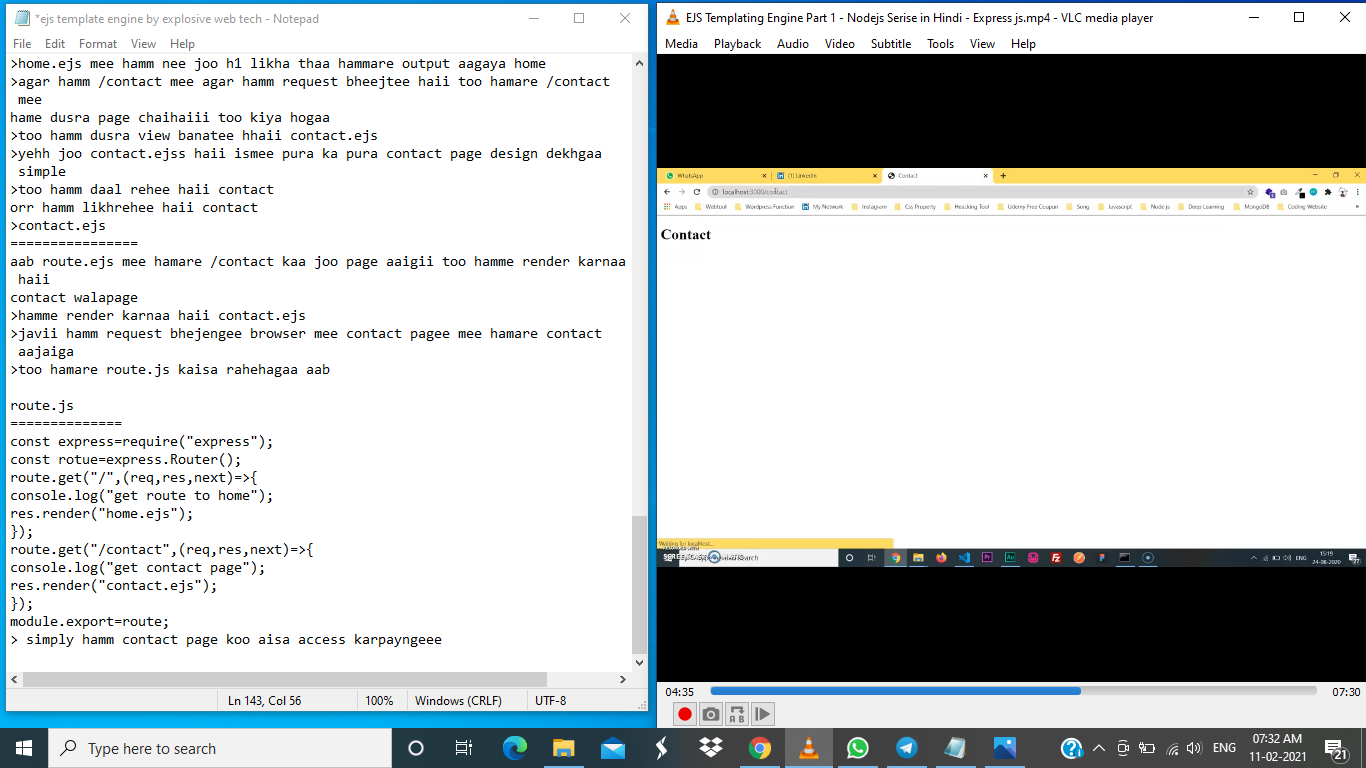 *ejs template engine by explosive web tech - Notepad
File Edit Format View Help
>home.ejs mee hamm nee joo h1 likha thaa hammare output aagaya home
>agar hamm /contact mee agar hamm request bheejtee haii too hamare /contact
mee
hame dusra page chaihaiii too kiya hogaa
>too hamm dusra view banatee hhaii contact.ejs
>yehh joo contact.ejss haii ismee pura ka pura contact page design dekhgaa
simple
>too hamm daal rehee haii contact
orr hamm likhrehee haii contact
>contact.ejs
================
aab route.ejs mee hamare /contact kaa joo page aaigii too hamme render karnaa
haii
contact walapage
>hamme render karnaa haii contact.ejs
>javii hamm request bhejengee browser mee contact pagee mee hamare contact
aajaiga
>too hamare route.js kaisa rahehagaa aab
route.js
==============
const express=require("express");
const rotue=express.Router();
route.get("/",(req,res,next)=>{
console.log("get route to home");
res.render("home.ejs");
});
route.get("/contact",(req,res,next)=>{
console.log("get contact page");
res.render("contact.ejs");
});
module.export=route;
> simply hamm contact page koo aisa access karpayngeee
Ln 143, Col 56 100% Windows (CRLF) UTF-8
EJS Templating Engine Part 1 - Nodejs Serise in Hindi - Express js.mp4 - VLC media player
Media Playback Audio Video Subtitle Tools View Help
WhatsApp (1) LinkedIn Contact
localhost:3000/contact
Apps Webtool Wordpress Function My Network Instagram Css Property Heucking Tool Udemy Free Coupon Song Javascript Node js Deep Learning MongoDB Coding Website
Contact
Waiting for localhost...
search
ENG 15:19
24-08-2020
04:35 07:30
Type here to search
ENG 07:32 AM
11-02-2021
21